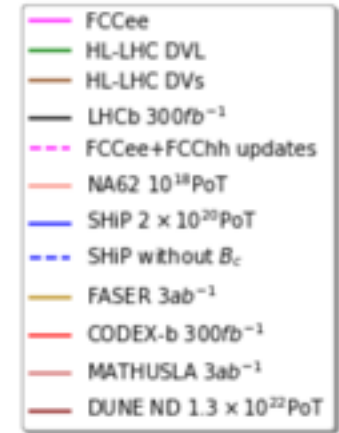 FCCee
HL-LHC DVL
HL-LHC DVs
LHCb 300fb⁻¹
FCCee+FCChh updates
NA62 10¹⁸PoT
SHiP 2 × 10²⁰PoT
SHiP without B_c
FASER 3ab⁻¹
CODEX-b 300fb⁻¹
MATHUSLA 3ab⁻¹
DUNE ND 1.3 × 10²²PoT